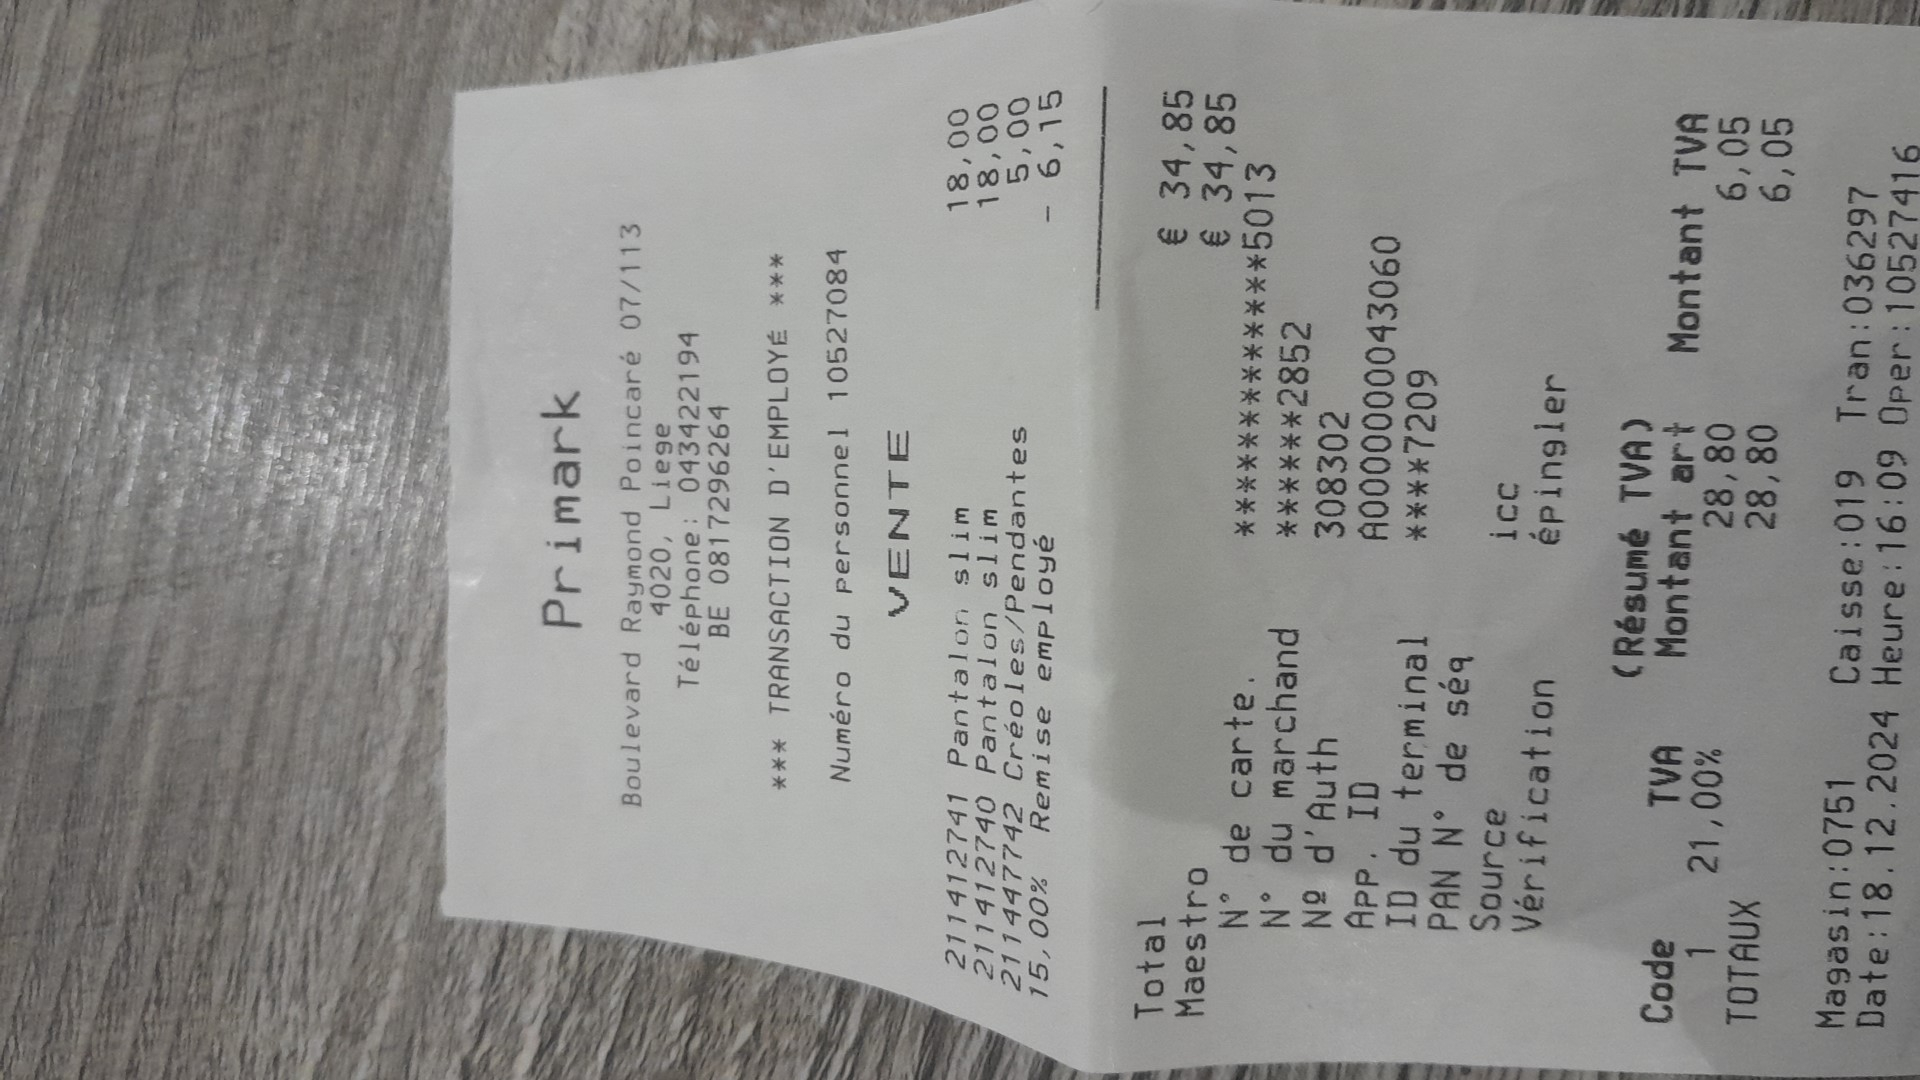 Primark
Boulevard Raymond Poincaré 07/113
4020, Liege
Téléphone: 043422194
BE 0817296264
*** TRANSACTION D'EMPLOYÉ ***
Numéro du personnel 10527084
VENTE
211412741 Pantalon slim 18,00
211412740 Pantalon slim 18,00
211447742 Créoles/Pendantes 5,00
15,00% Remise employé - 6,15
Total € 34,85
Maestro € 34,85
N° de carte. ***************5013
N° du marchand ******2852
Nº d'Auth 308302
App. ID A0000000043060
ID du terminal ****7209
PAN N° de séq
Source icc
Vérification épingler
(Résumé TVA)
Code TVA Montant art Montant TVA
1 21,00% 28,80 6,05
TOTAUX 28,80 6,05
Magasin:0751 Caisse:019 Tran:036297
Date:18.12.2024 Heure:16:09 Oper:10527416